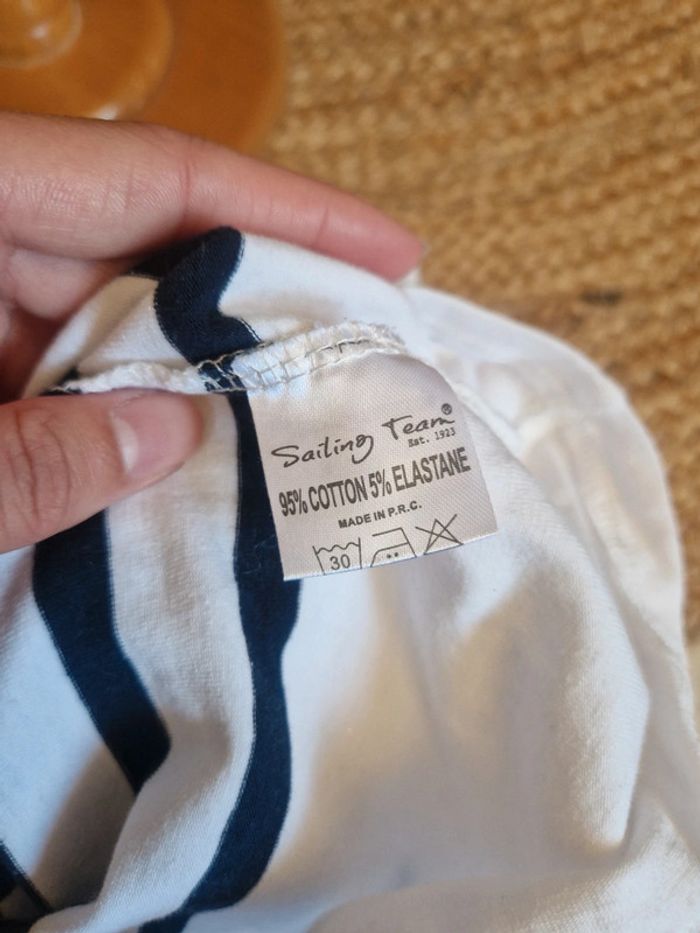 Sailing Team®
Est. 1923
95% COTTON 5% ELASTANE
MADE IN P.R.C.
30